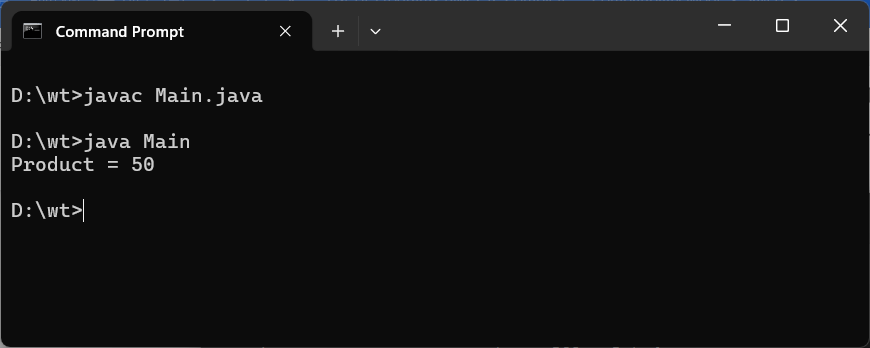 Command Prompt
D:\wt>javac Main.java
D:\wt>java Main
Product = 50
D:\wt>